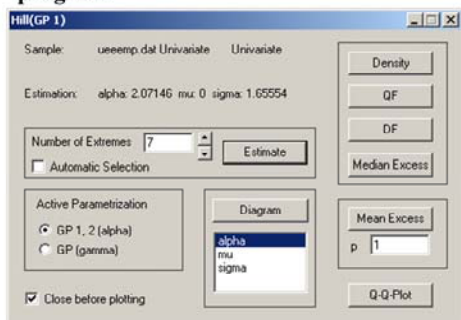 Hill(GP 1)
Sample: ueeemp.dat Univariate Univariate
Estimation: alpha: 2.07146 mu: 0 sigma: 1.65554
Number of Extremes 7
Automatic Selection
Estimate
Active Parametrization
GP 1, 2 (alpha)
GP (gamma)
Close before plotting
Diagram
alpha
mu
sigma
Density
QF
DF
Median Excess
Mean Excess
p 1
Q-Q-Plot